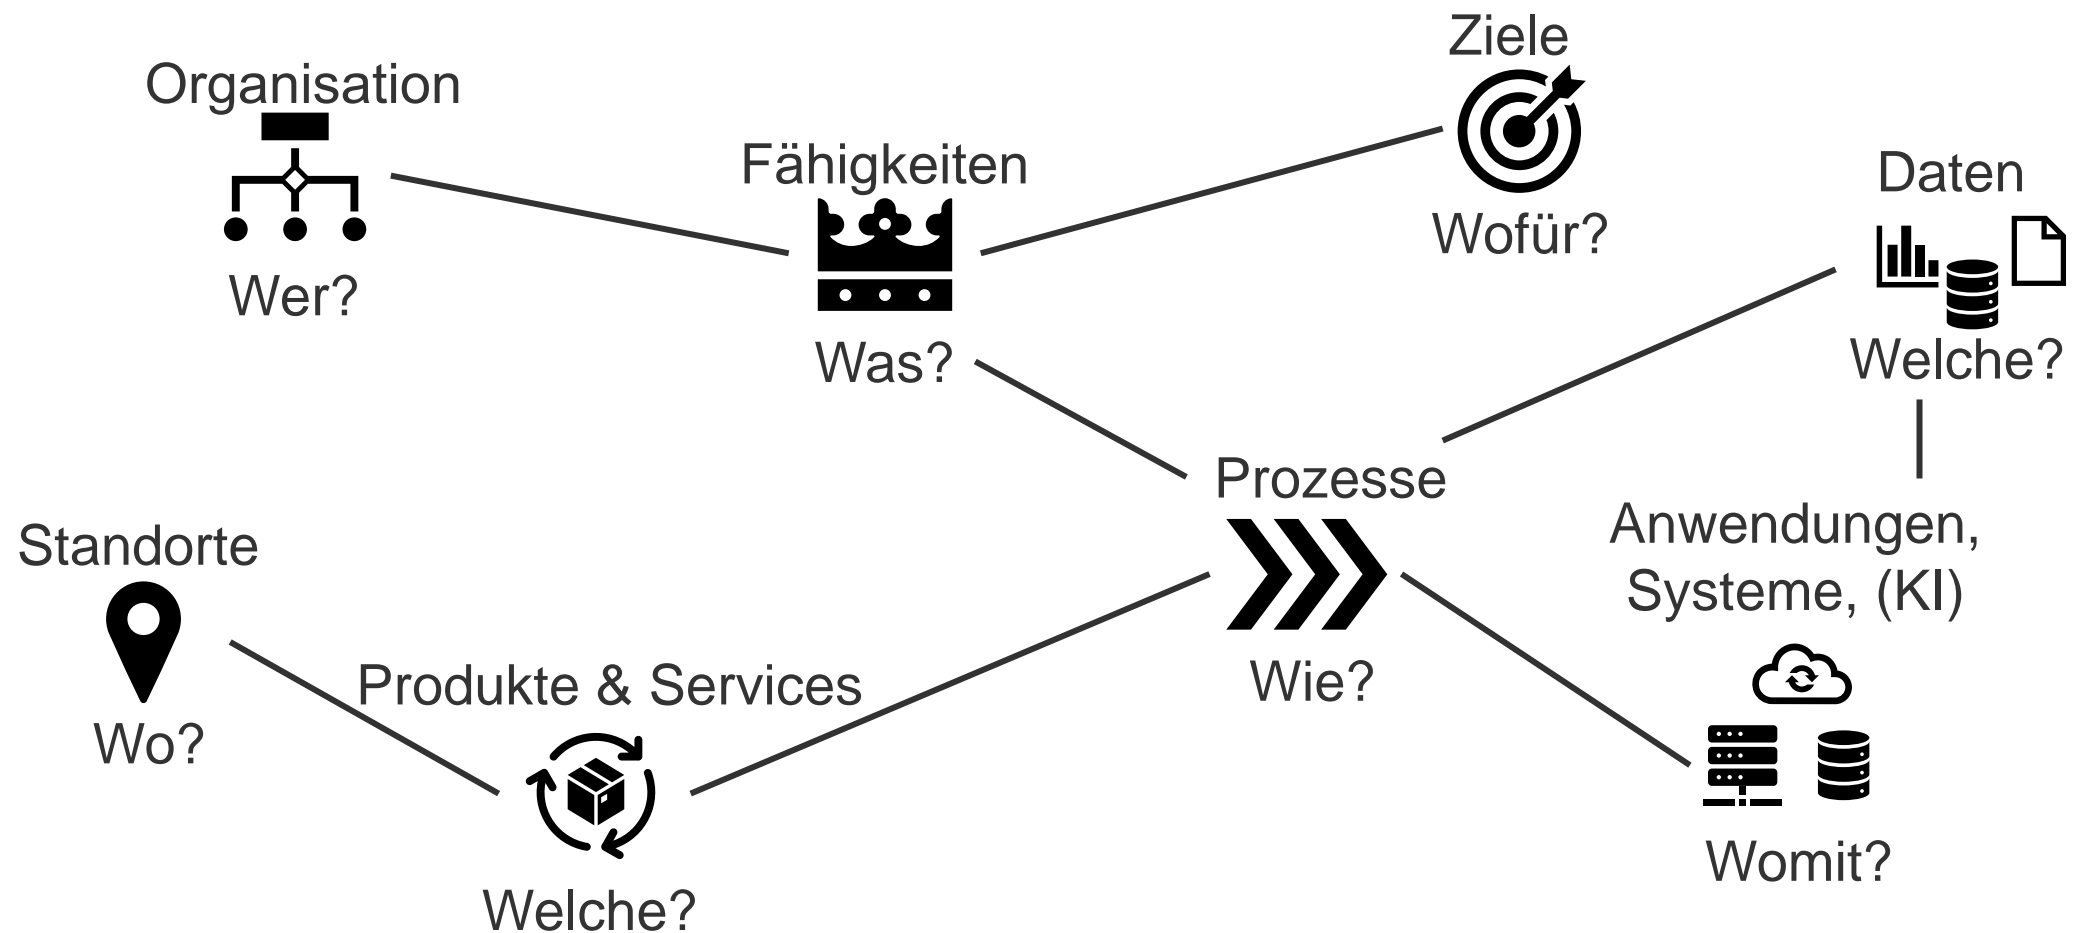 Organisation
Wer?
Fähigkeiten
Was?
Ziele
Wofür?
Daten
Welche?
Standorte
Wo?
Produkte & Services
Welche?
Prozesse
Wie?
Anwendungen,
Systeme, (KI)
Womit?